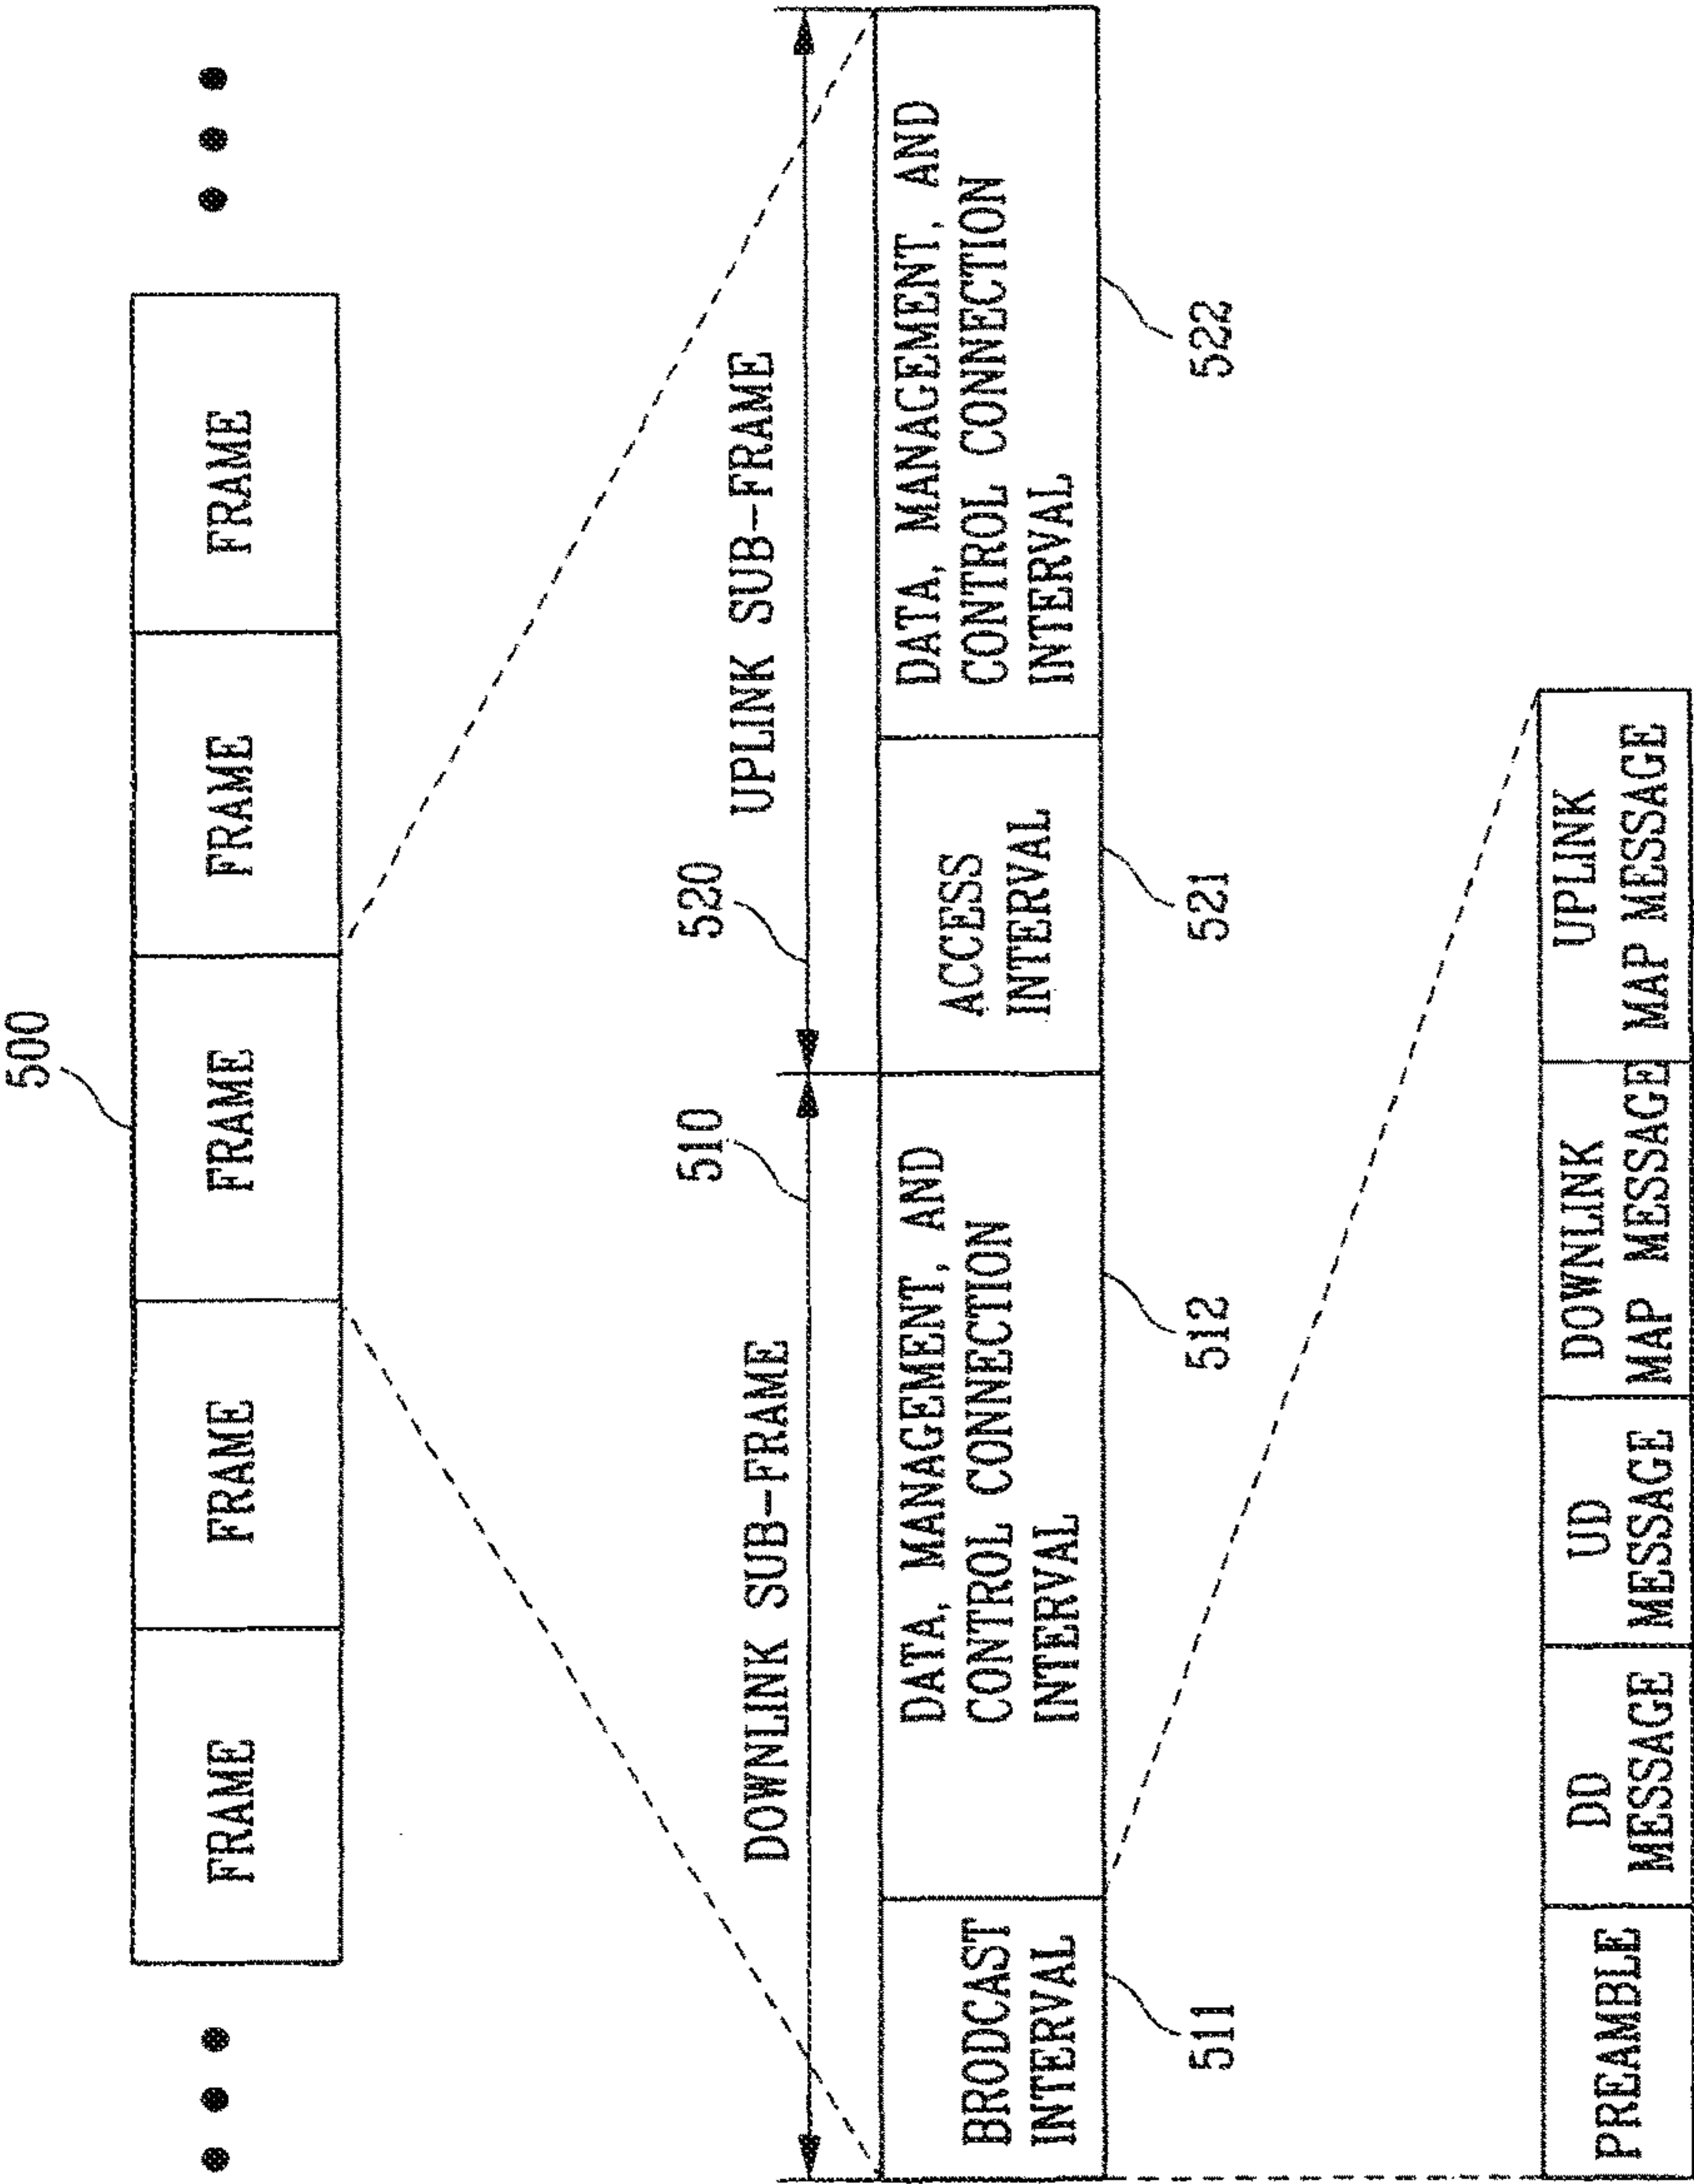 500
FRAME
FRAME
FRAME
FRAME
FRAME
510
520
DOWNLINK SUB-FRAME
UPLINK SUB-FRAME
BRODCAST
INTERVAL
DATA, MANAGEMENT, AND
CONTROL CONNECTION
INTERVAL
ACCESS
INTERVAL
DATA, MANAGEMENT, AND
CONTROL CONNECTION
INTERVAL
511
512
521
522
PREAMBLE
DD
MESSAGE
UD
MESSAGE
DOWNLINK
MAP MESSAGE
UPLINK
MAP MESSAGE